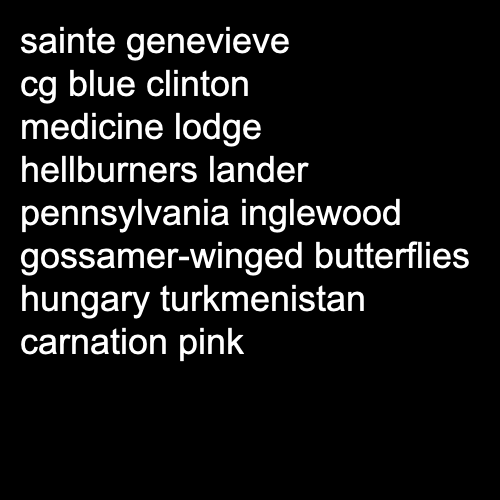 sainte genevieve
cg blue clinton
medicine lodge
hellburners lander
pennsylvania inglewood
gossamer-winged butterflies
hungary turkmenistan
carnation pink